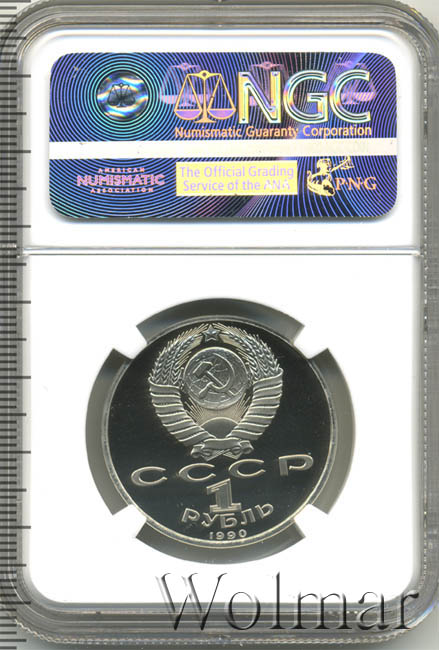 NGC
Numismatic Guaranty Corporation
AMERICAN
NUMISMATIC
ASSOCIATION
The Official Grading
Service of the ANA
PNG
СССР
1
РУБЛЬ
1990
Wolmar